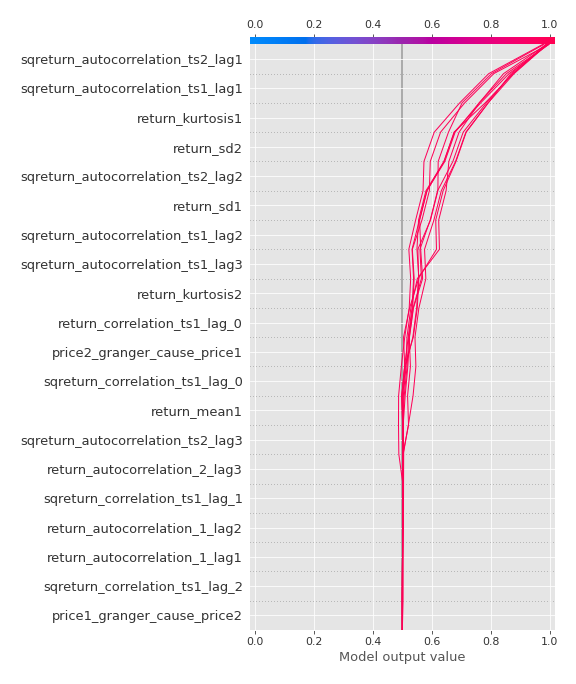 0.0 0.2 0.4 0.6 0.8 1.0
sqreturn_autocorrelation_ts2_lag1
sqreturn_autocorrelation_ts1_lag1
return_kurtosis1
return_sd2
sqreturn_autocorrelation_ts2_lag2
return_sd1
sqreturn_autocorrelation_ts1_lag2
sqreturn_autocorrelation_ts1_lag3
return_kurtosis2
return_correlation_ts1_lag_0
price2_granger_cause_price1
sqreturn_correlation_ts1_lag_0
return_mean1
sqreturn_autocorrelation_ts2_lag3
return_autocorrelation_2_lag3
sqreturn_correlation_ts1_lag_1
return_autocorrelation_1_lag2
return_autocorrelation_1_lag1
sqreturn_correlation_ts1_lag_2
price1_granger_cause_price2
0.0 0.2 0.4 0.6 0.8 1.0
Model output value